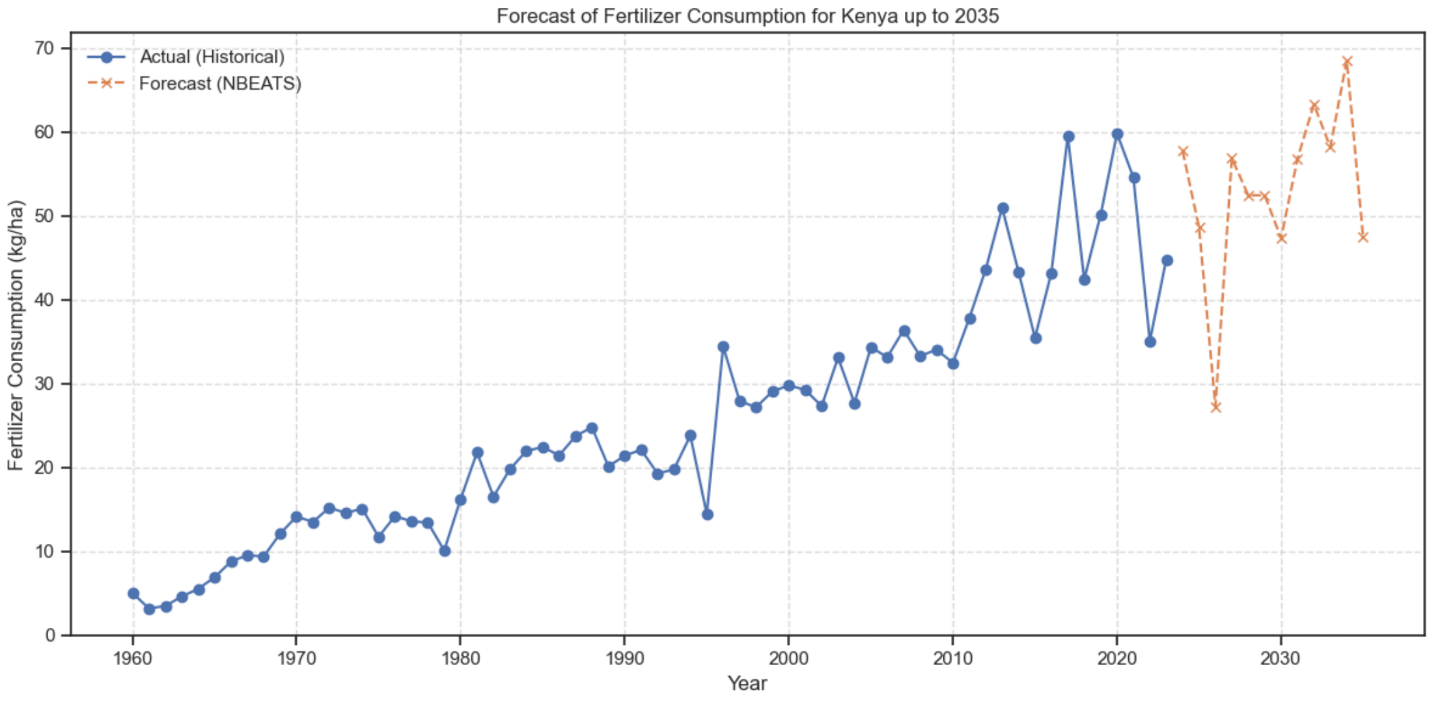 Forecast of Fertilizer Consumption for Kenya up to 2035
Actual (Historical)
Forecast (NBEATS)
Fertilizer Consumption (kg/ha)
70
60
50
40
30
20
10
0
1960 1970 1980 1990 2000 2010 2020 2030
Year